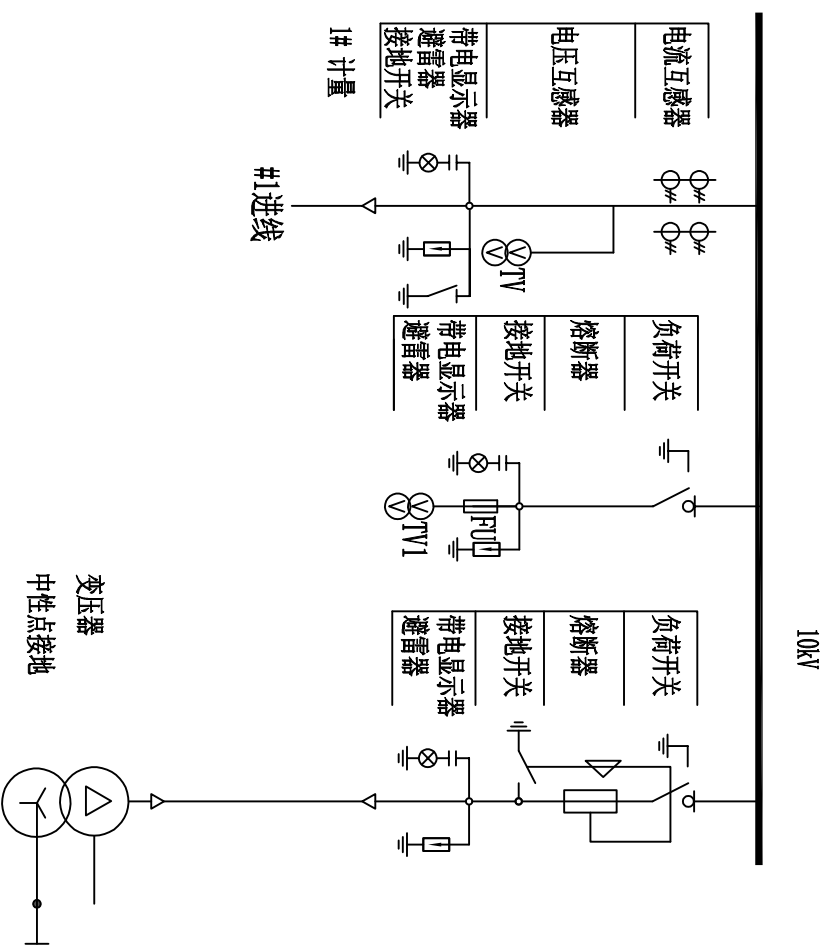 10kV
电流互感器
电压互感器
带电显示器
避雷器
接地开关
1# 计量
TV
#1进线
负荷开关
熔断器
接地开关
带电显示器
避雷器
FU
TV1
负荷开关
熔断器
接地开关
带电显示器
避雷器
变压器
中性点接地